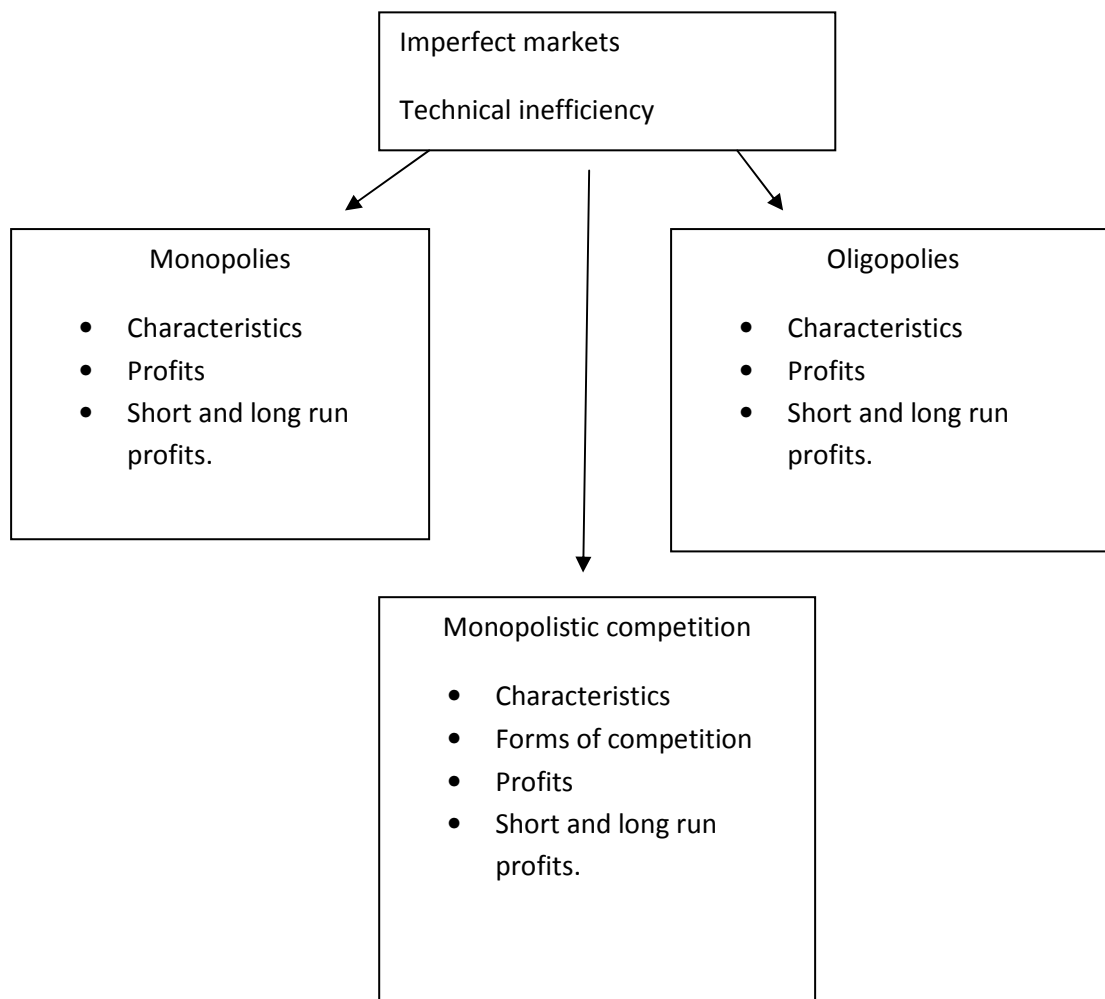 Imperfect markets
Technical inefficiency
Monopolies
• Characteristics
• Profits
• Short and long run
profits.
Oligopolies
• Characteristics
• Profits
• Short and long run
profits.
Monopolistic competition
• Characteristics
• Forms of competition
• Profits
• Short and long run
profits.